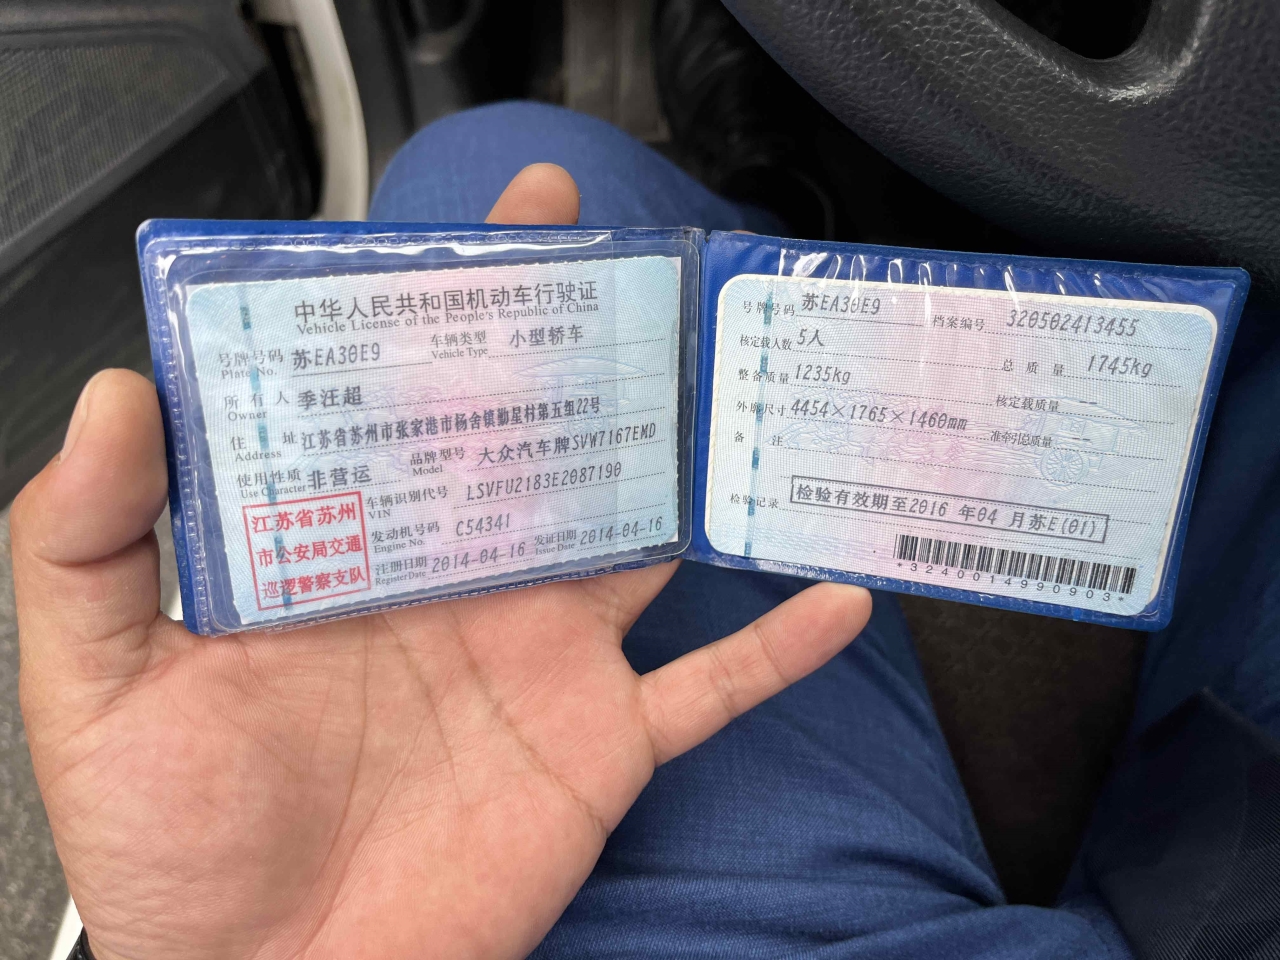 中华人民共和国机动车行驶证
Vehicle License of the People's Republic of China
号牌号码 苏EA30E9 车辆类型 小型轿车
Plate No. Vehicle Type
所有人 季汪超
Owner
住址 江苏省苏州市张家港市杨舍镇勤星村第五组22号
Address
使用性质 非营运 品牌型号 大众汽车牌SVW7167EMD
Use Character Model
车辆识别代号 LSVFU2183E2087190
VIN
发动机号码 C54341
Engine No.
注册日期 2014-04-16 发证日期 2014-04-16
Register Date Issue Date
江苏省苏州
市公安局交通
巡逻警察支队
号牌号码 苏EA30E9 档案编号 320502413455
核定载人数 5人 总质量 1745kg
整备质量 1235kg 核定载质量 --
外廓尺寸 4454×1765×1460mm 准牵引总质量 --
备注
检验记录 检验有效期至2016年04月苏E(01)
*3240014990903*